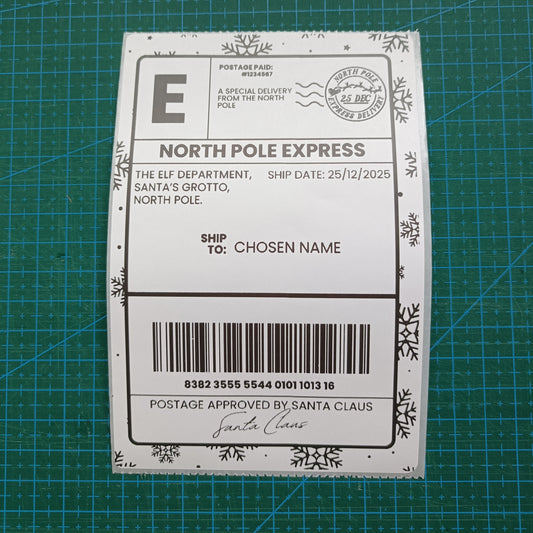 E
POSTAGE PAID:
#1234567
A SPECIAL DELIVERY
FROM THE NORTH
POLE
NORTH POLE
25 DEC
EXPRESS DELIVERY
NORTH POLE EXPRESS
THE ELF DEPARTMENT,
SANTA'S GROTTO,
NORTH POLE.
SHIP DATE: 25/12/2025
SHIP
TO:
CHOSEN NAME
8382 3555 5544 0101 1013 16
POSTAGE APPROVED BY SANTA CLAUS
Santa Claus